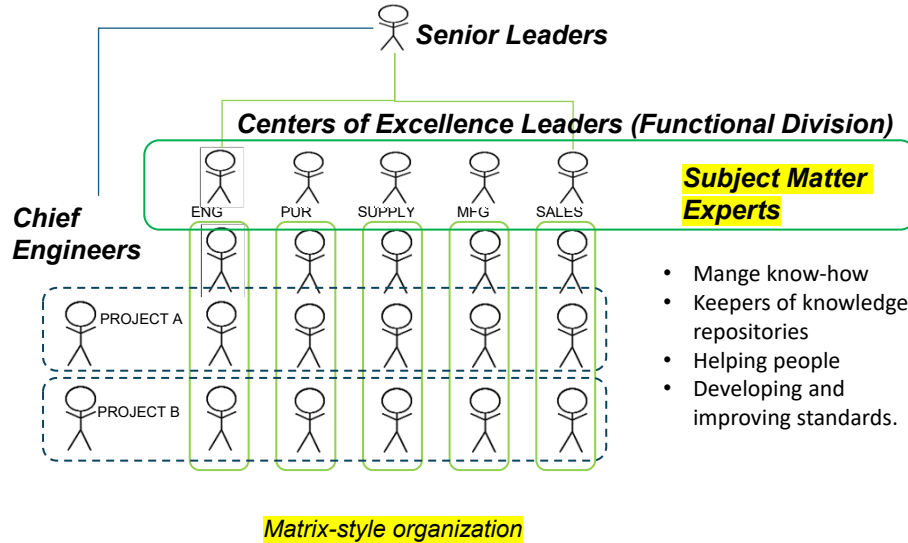 Senior Leaders
Centers of Excellence Leaders (Functional Division)
Subject Matter
Experts
ENG PUR SUPPLY MFG SALES
Chief
Engineers
• Mange know-how
• Keepers of knowledge
repositories
• Helping people
• Developing and
improving standards.
PROJECT A
PROJECT B
Matrix-style organization